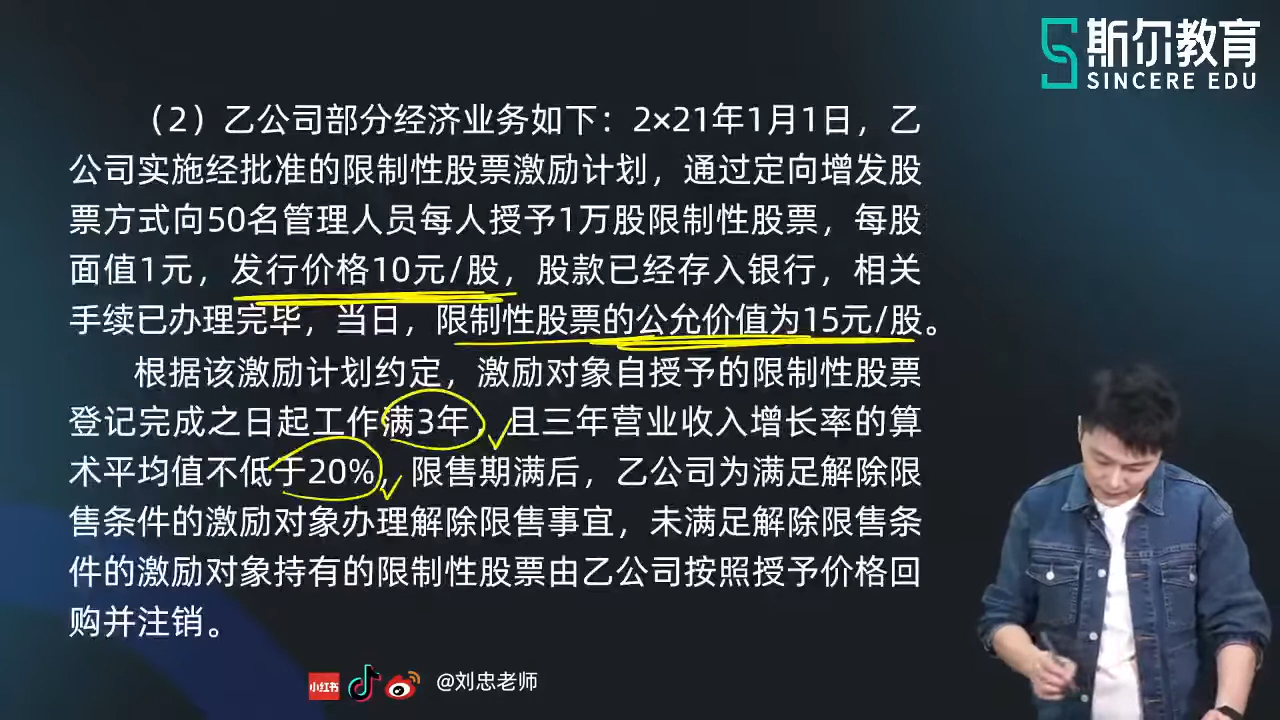 斯尔教育
SINCERE EDU
（2）乙公司部分经济业务如下：2×21年1月1日，乙
公司实施经批准的限制性股票激励计划，通过定向增发股
票方式向50名管理人员每人授予1万股限制性股票，每股
面值1元，发行价格10元/股，股款已经存入银行，相关
手续已办理完毕，当日，限制性股票的公允价值为15元/股。
根据该激励计划约定，激励对象自授予的限制性股票
登记完成之日起工作满3年，且三年营业收入增长率的算
术平均值不低于20%，限售期满后，乙公司为满足解除限
售条件的激励对象办理解除限售事宜，未满足解除限售条
件的激励对象持有的限制性股票由乙公司按照授予价格回
购并注销。
小红书 @刘忠老师